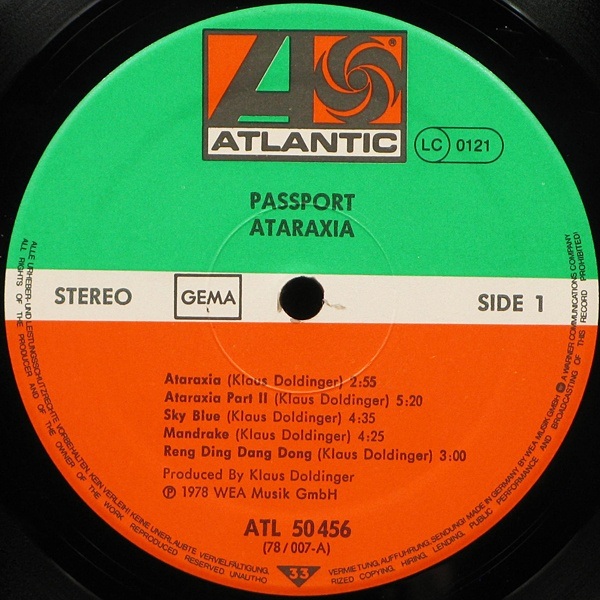 ATLANTIC
®
LC 0121
PASSPORT
ATARAXIA
STEREO
GEMA
SIDE 1
Ataraxia (Klaus Doldinger) 2:55
Ataraxia Part II (Klaus Doldinger) 5:20
Sky Blue (Klaus Doldinger) 4:35
Mandrake (Klaus Doldinger) 4:25
Reng Ding Dang Dong (Klaus Doldinger) 3:00
Produced By Klaus Doldinger
℗ 1978 WEA Musik GmbH
ATL 50 456
(78/007-A)
33
ALLE URHEBER- UND LEISTUNGSSCHUTZRECHTE VORBEHALTEN. KEIN VERLEIH! KEINE UNERLAUBTE VERVIELFÄLTIGUNG, VERMIETUNG, AUFFÜHRUNG, SENDUNG! MADE IN GERMANY BY WEA MUSIK GMBH A WARNER COMMUNICATIONS COMPANY
ALL RIGHTS OF THE PRODUCER AND OF THE OWNER OF THE WORK REPRODUCED RESERVED. UNAUTHORIZED COPYING, HIRING, LENDING, PUBLIC PERFORMANCE AND BROADCASTING OF THIS RECORD PROHIBITED!